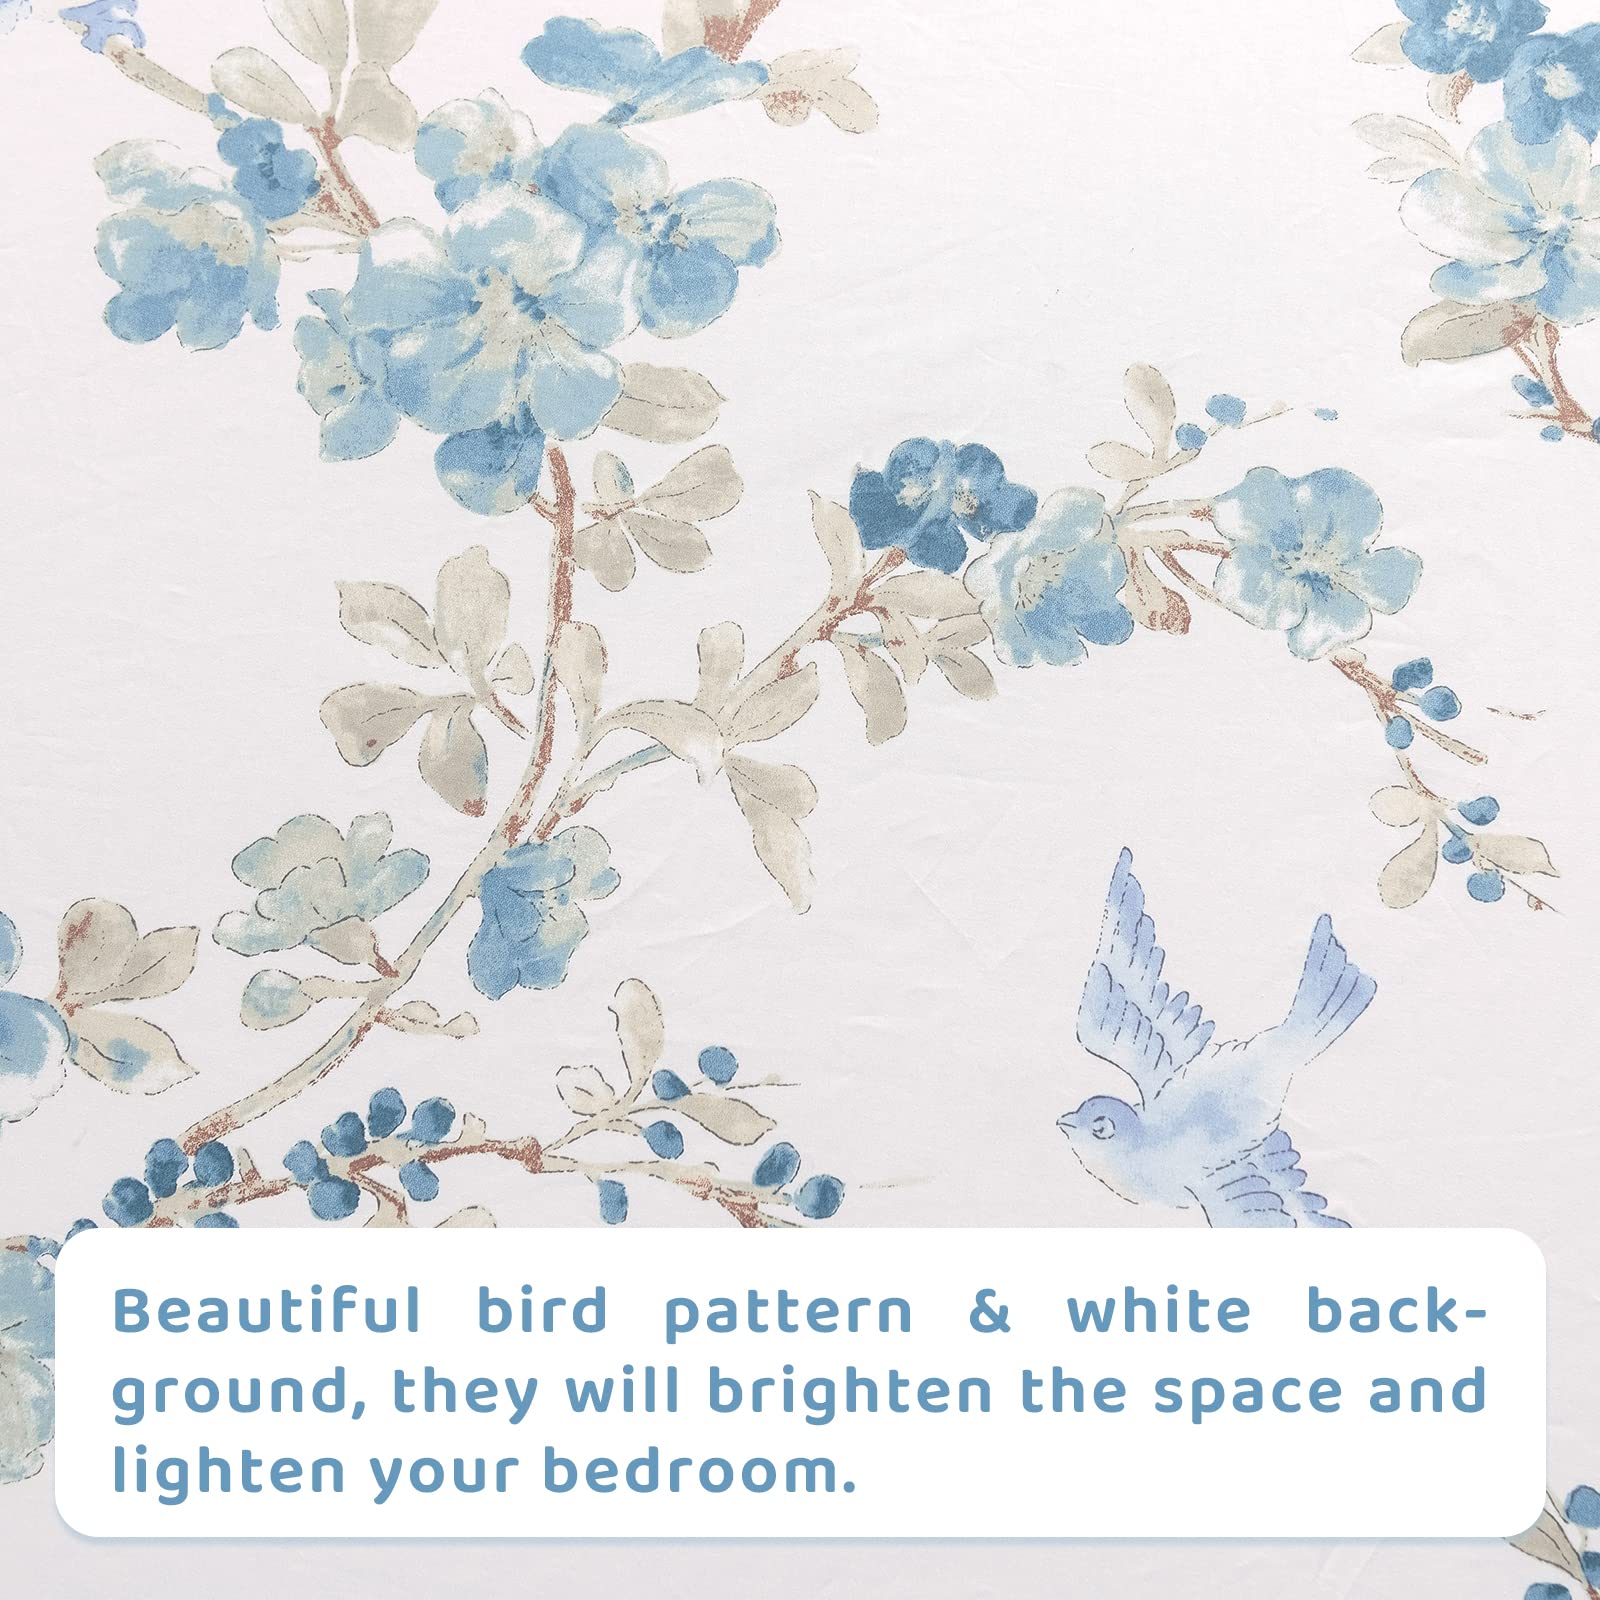 Beautiful bird pattern & white back-
ground, they will brighten the space and
lighten your bedroom.